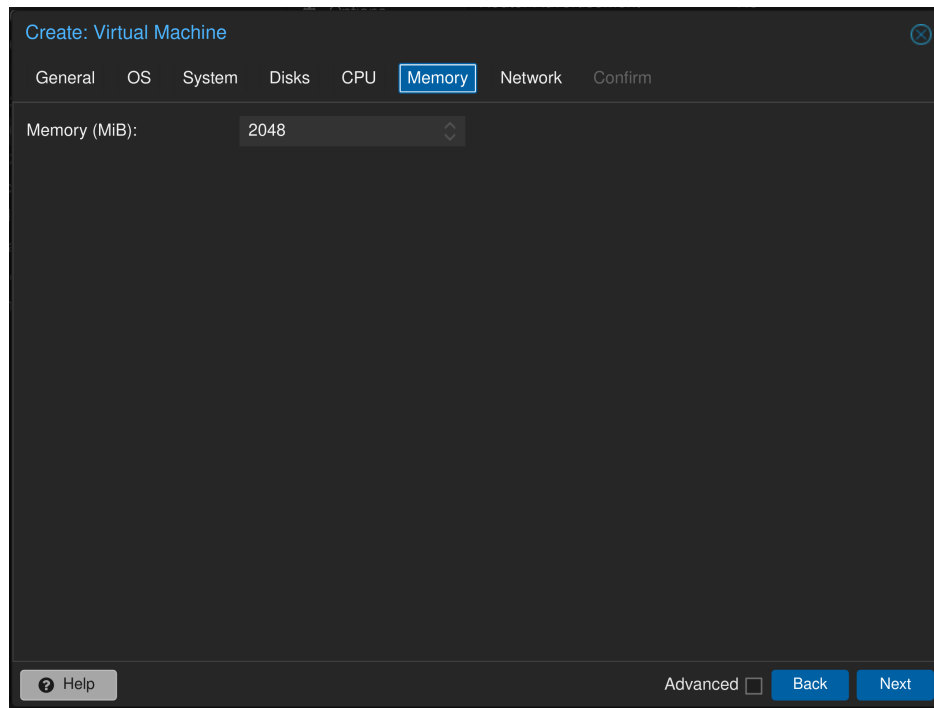 Create: Virtual Machine
General OS System Disks CPU Memory Network Confirm
Memory (MiB): 2048
Help Advanced Back Next